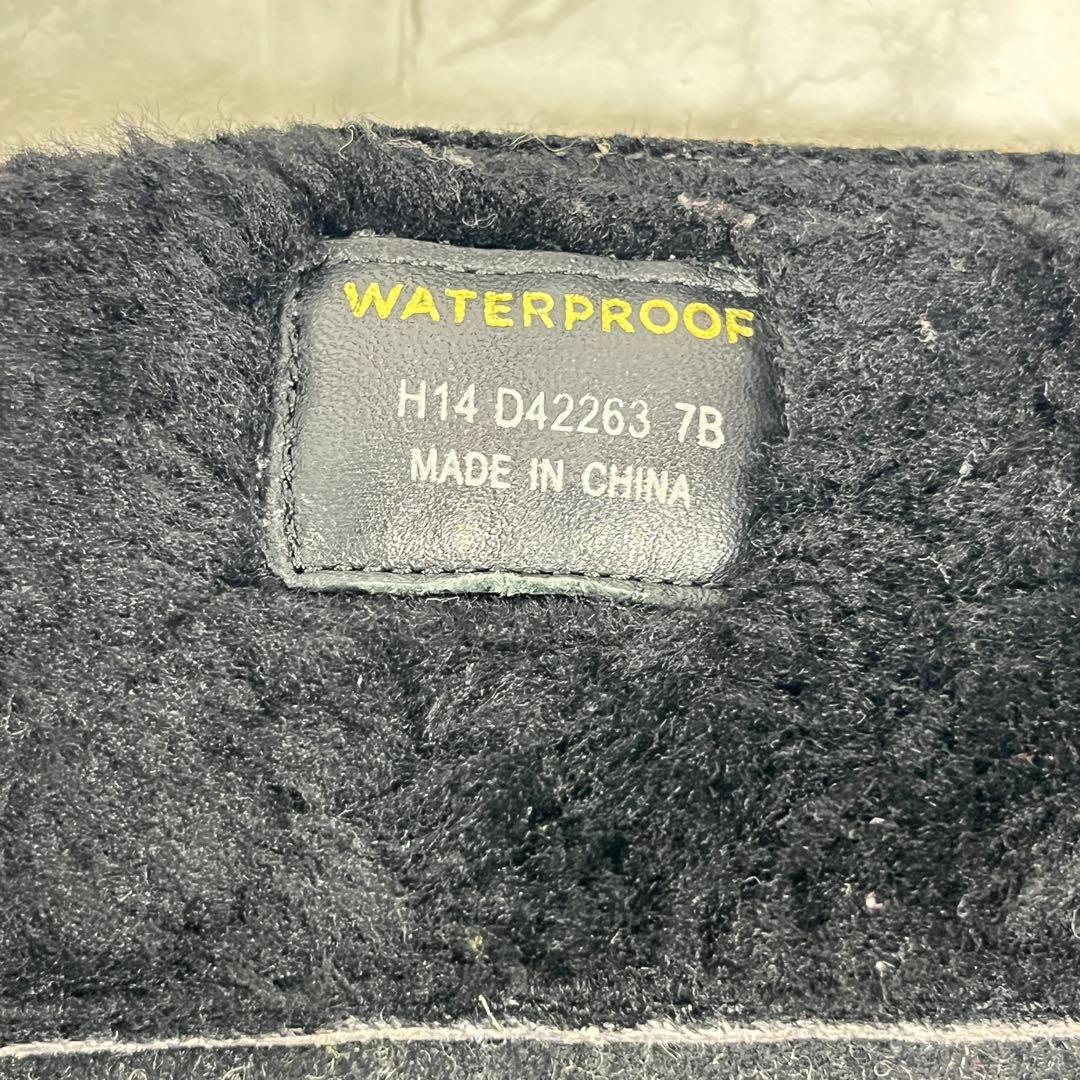 WATERPROOF
H14 D42263 7B
MADE IN CHINA